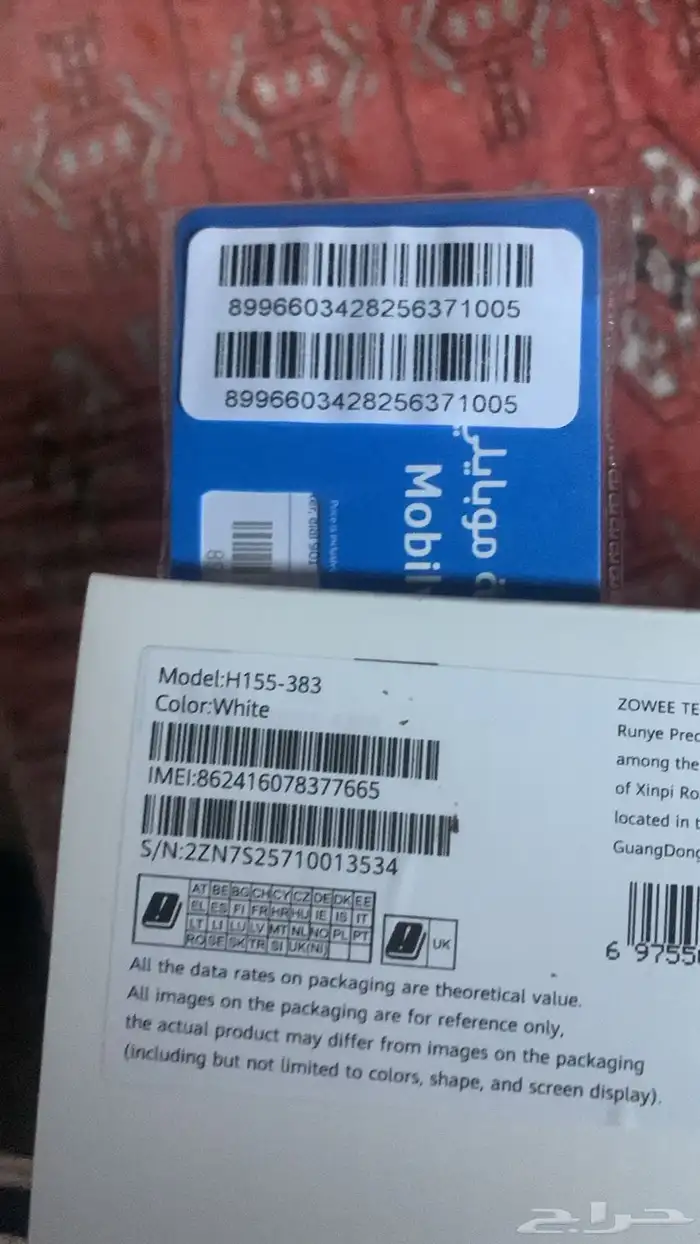 8996603428256371005
8996603428256371005
موبايلي
Mobil
Model:H155-383
Color:White
IMEI:862416078377665
S/N:2ZN7S25710013534
AT BE BG CH CY CZ DE DK EE
EL ES FI FR HR HU IE IS IT
LT LI LU LV MT NL NO PL PT
RO SE SK TR SI UK(NI)
UK
All the data rates on packaging are theoretical value.
All images on the packaging are for reference only,
the actual product may differ from images on the packaging
(including but not limited to colors, shape, and screen display).
ZOWEE TE
Runye Prec
among the
of Xinpi Ro
located in t
GuangDong
6 9755
حراج